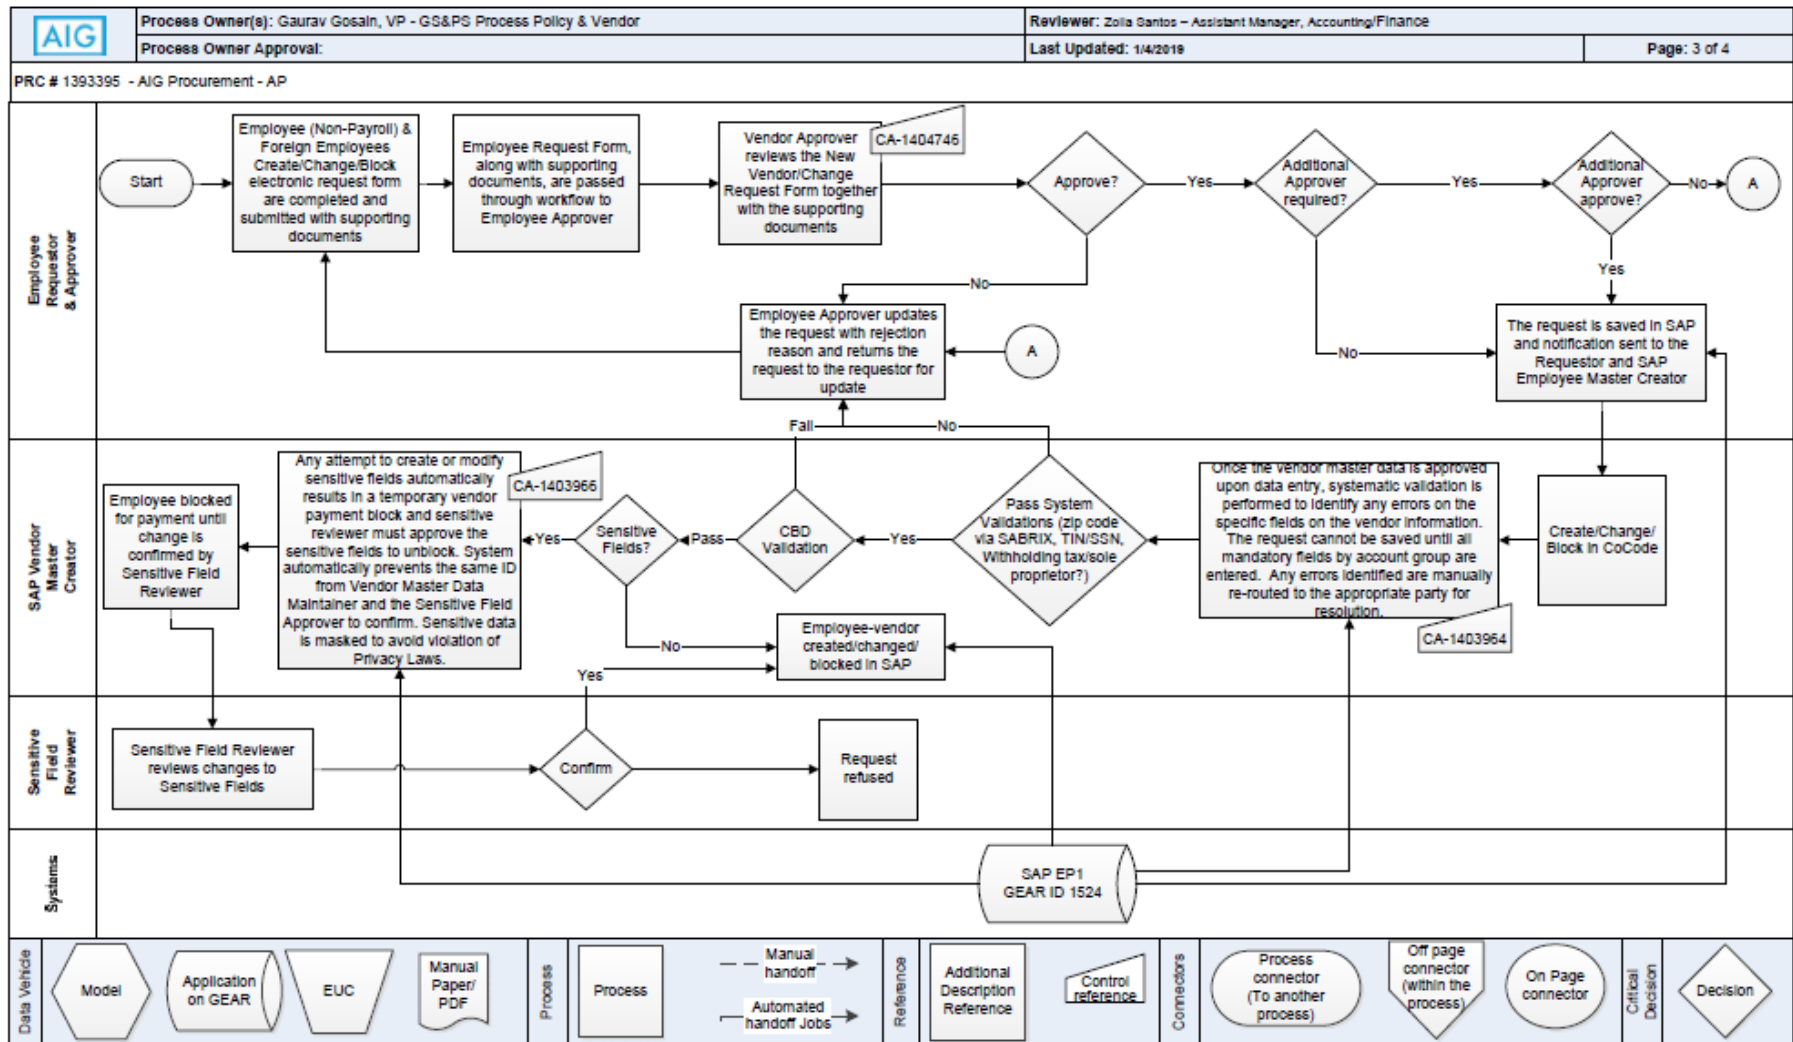 AIG
Process Owner(s): Gaurav Gosain, VP - GS&PS Process Policy & Vendor
Reviewer: Zolla Santos – Assistant Manager, Accounting/Finance
Process Owner Approval:
Last Updated: 1/4/2019
Page: 3 of 4
PRC # 1393395 - AIG Procurement - AP
Employee
Requestor
& Approver
Start
Employee (Non-Payroll) &
Foreign Employees
Create/Change/Block
electronic request form
are completed and
submitted with supporting
documents
Employee Request Form,
along with supporting
documents, are passed
through workflow to
Employee Approver
Vendor Approver
reviews the New
Vendor/Change
Request Form together
with the supporting
documents
CA-1404746
Approve?
Yes
Additional
Approver
required?
Yes
Additional
Approver
approve?
No
A
No
Yes
Employee Approver updates
the request with rejection
reason and returns the
request to the requestor for
update
A
No
The request is saved in SAP
and notification sent to the
Requestor and SAP
Employee Master Creator
Fail
No
SAP Vendor
Master
Creator
Employee blocked
for payment until
change is
confirmed by
Sensitive Field
Reviewer
Any attempt to create or modify
sensitive fields automatically
results in a temporary vendor
payment block and sensitive
reviewer must approve the
sensitive fields to unblock. System
automatically prevents the same ID
from Vendor Master Data
Maintainer and the Sensitive Field
Approver to confirm. Sensitive data
is masked to avoid violation of
Privacy Laws.
CA-1403966
Yes
Sensitive
Fields?
Pass
CBD
Validation
Yes
Pass System
Validations (zip code
via SABRIX, TIN/SSN,
Withholding tax/sole
proprietor?)
Once the vendor master data is approved
upon data entry, systematic validation is
performed to identify any errors on the
specific fields on the vendor information.
The request cannot be saved until all
mandatory fields by account group are
entered. Any errors identified are manually
re-routed to the appropriate party for
resolution.
CA-1403964
Create/Change/
Block in CoCode
No
Employee-vendor
created/changed/
blocked in SAP
Yes
Sensitive
Field
Reviewer
Sensitive Field Reviewer
reviews changes to
Sensitive Fields
Confirm
Request
refused
Systems
SAP EP1
GEAR ID 1524
Data Vehicle
Model
Application
on GEAR
EUC
Manual
Paper/
PDF
Process
Process
Manual
handoff
Automated
handoff Jobs
Reference
Additional
Description
Reference
Control
reference
Connectors
Process
connector
(To another
process)
Off page
connector
(within the
process)
On Page
connector
Critical
Decision
Decision